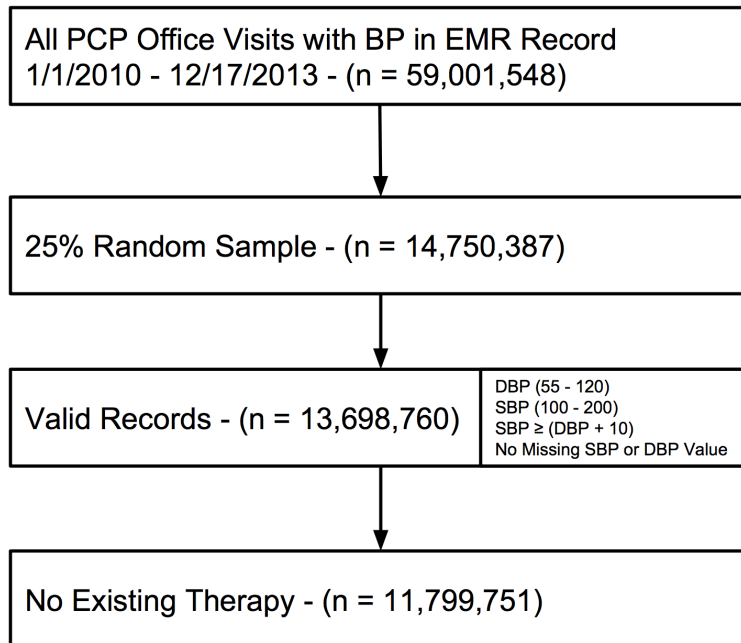 All PCP Office Visits with BP in EMR Record
1/1/2010 - 12/17/2013 - (n = 59,001,548)
25% Random Sample - (n = 14,750,387)
Valid Records - (n = 13,698,760)
DBP (55 - 120)
SBP (100 - 200)
SBP ≥ (DBP + 10)
No Missing SBP or DBP Value
No Existing Therapy - (n = 11,799,751)